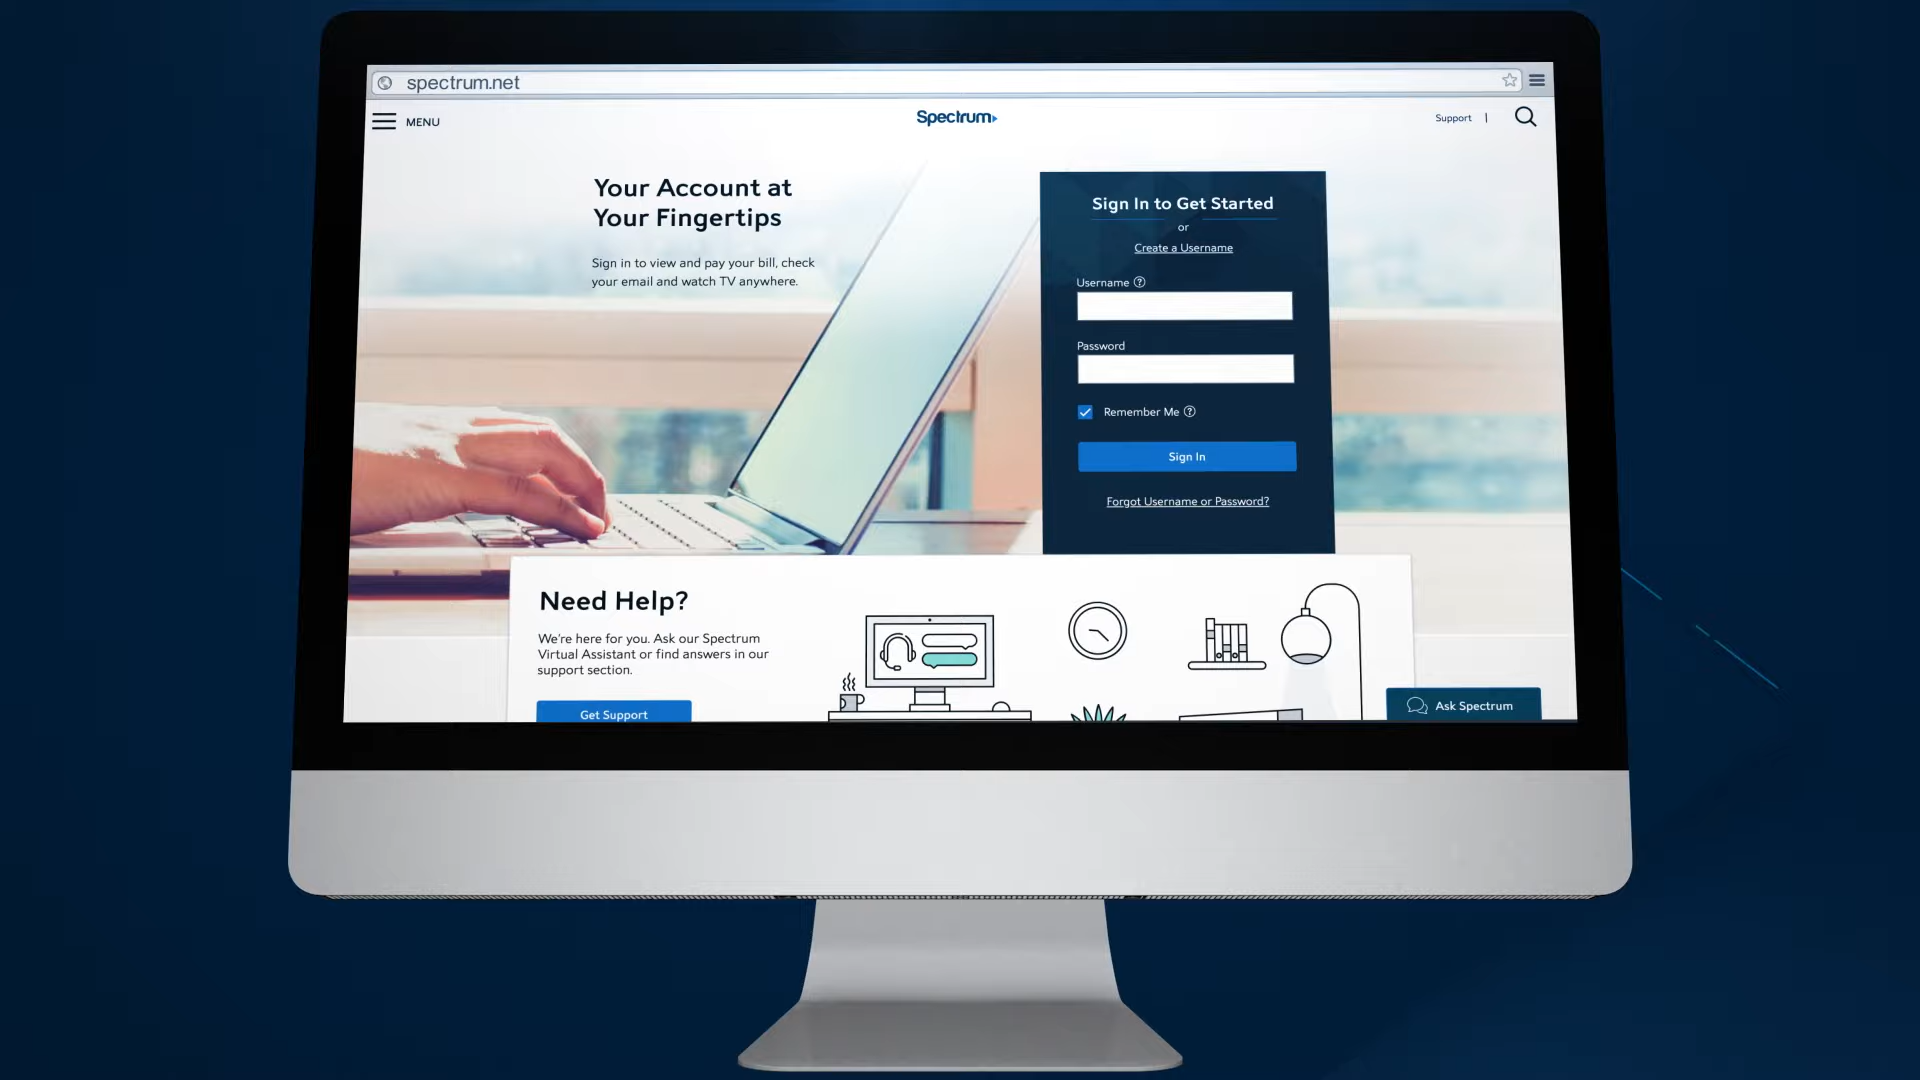 spectrum.net
MENU
Spectrum
Support |
Your Account at
Your Fingertips
Sign in to view and pay your bill, check
your email and watch TV anywhere.
Sign In to Get Started
or
Create a Username
Username
Password
Remember Me
Sign In
Forgot Username or Password?
Need Help?
We're here for you. Ask our Spectrum
Virtual Assistant or find answers in our
support section.
Get Support
Ask Spectrum